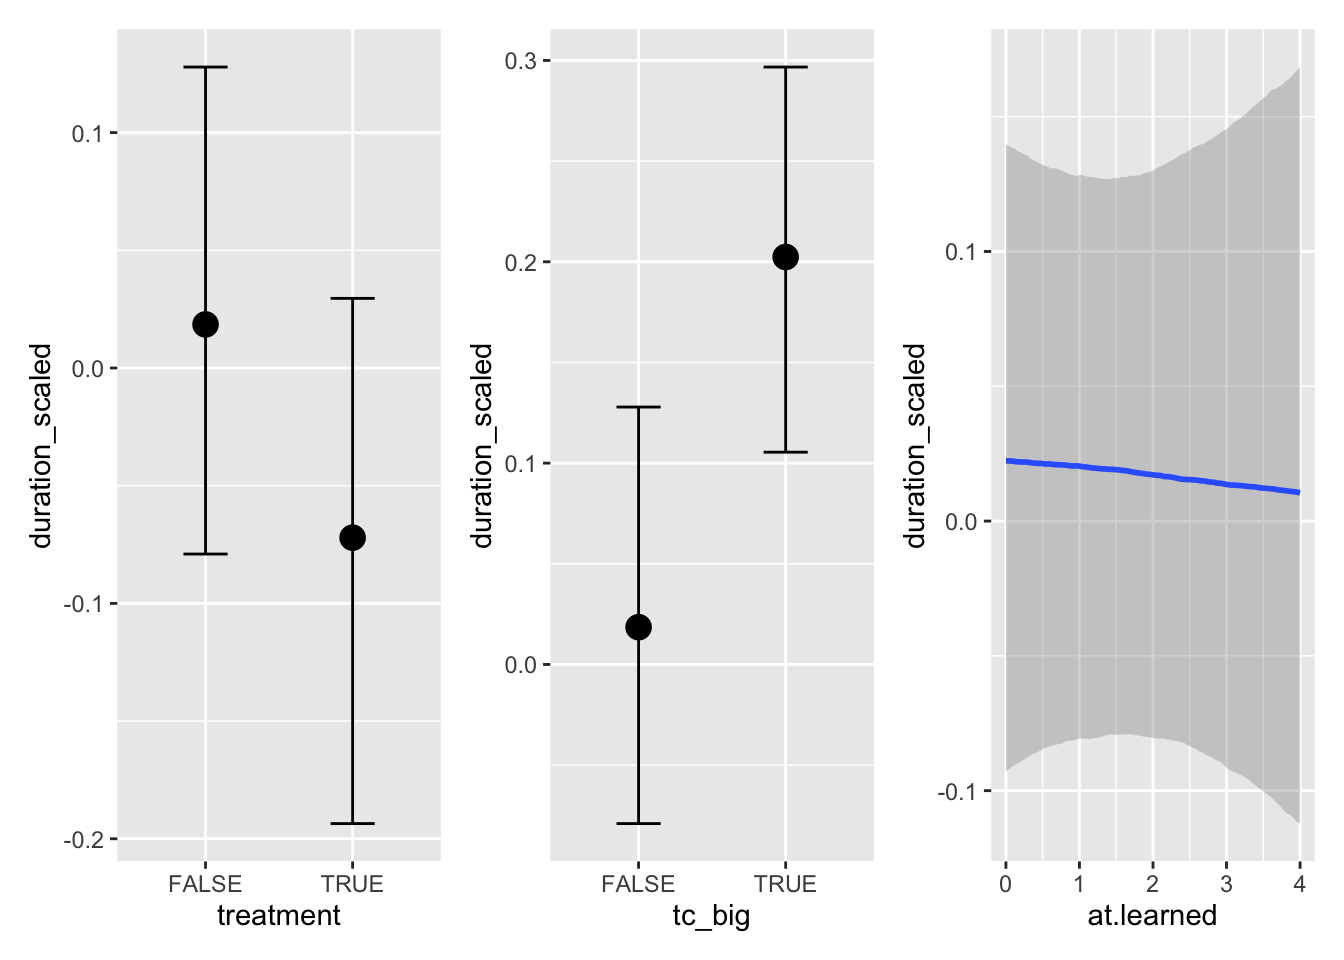 duration_scaled
0.1
0.0
-0.1
-0.2
FALSE TRUE
treatment
duration_scaled
0.3
0.2
0.1
0.0
FALSE TRUE
tc_big
duration_scaled
0.1
0.0
-0.1
0 1 2 3 4
at.learned